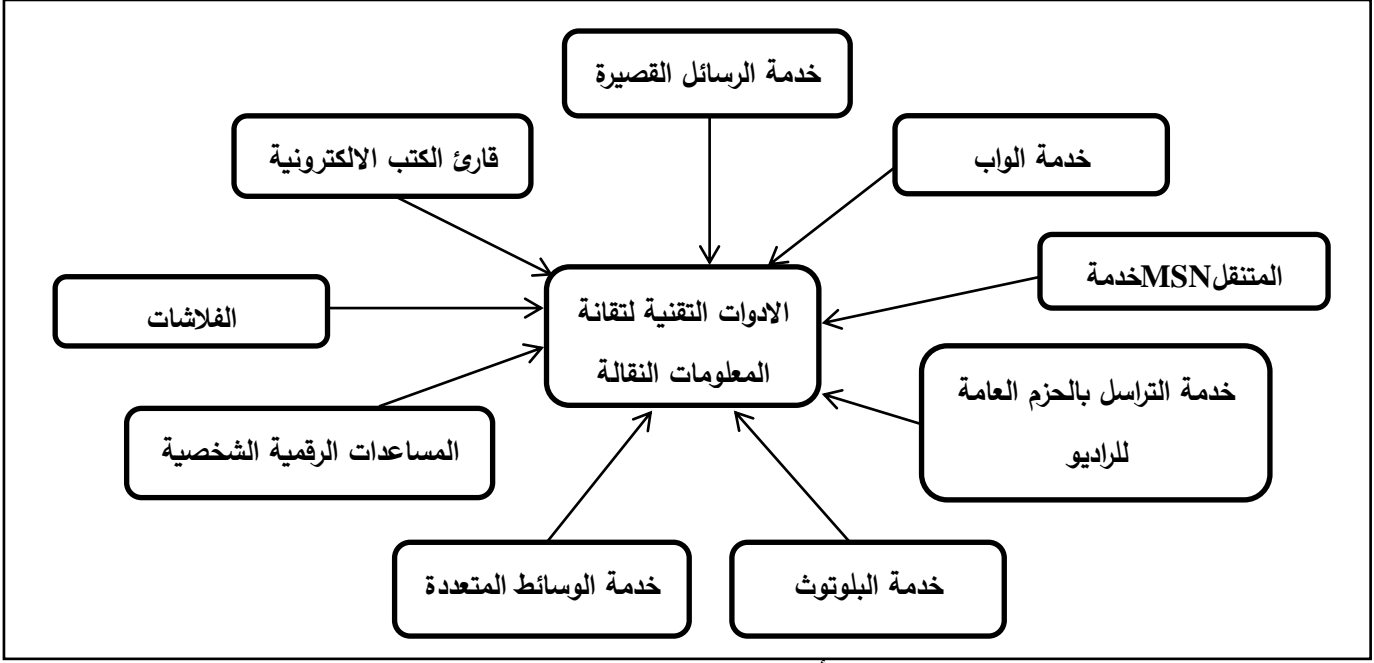 خدمة الرسائل القصيرة
خدمة الواب
قارئ الكتب الالكترونية
المتنقلMSNخدمة
الفلاشات
الادوات التقنية لتقانة
المعلومات النقالة
خدمة التراسل بالحزم العامة
للراديو
المساعدات الرقمية الشخصية
خدمة البلوتوث
خدمة الوسائط المتعددة